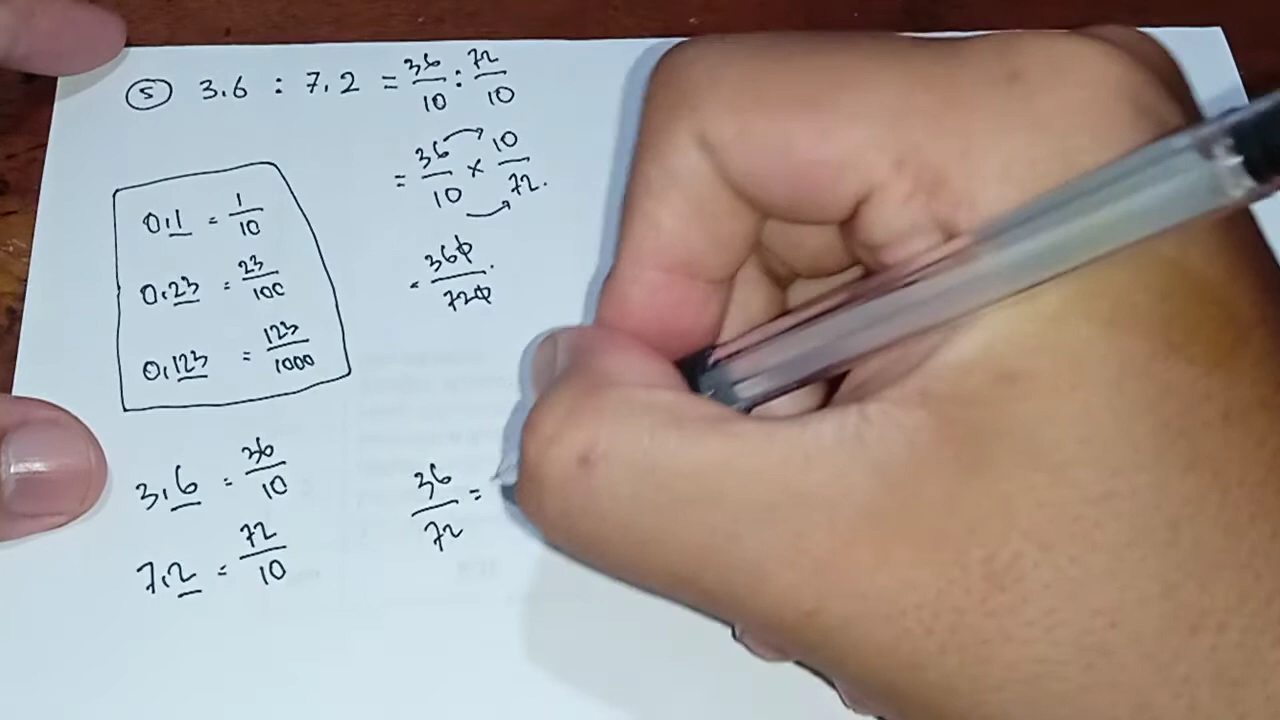 ⑤ 3,6 : 7,2 = 36/10 : 72/10
= 36/10 × 10/72.
= 360/720.
0,1 = 1/10
0,23 = 23/100
0,123 = 123/1000
3,6 = 36/10
7,2 = 72/10
36/72 =